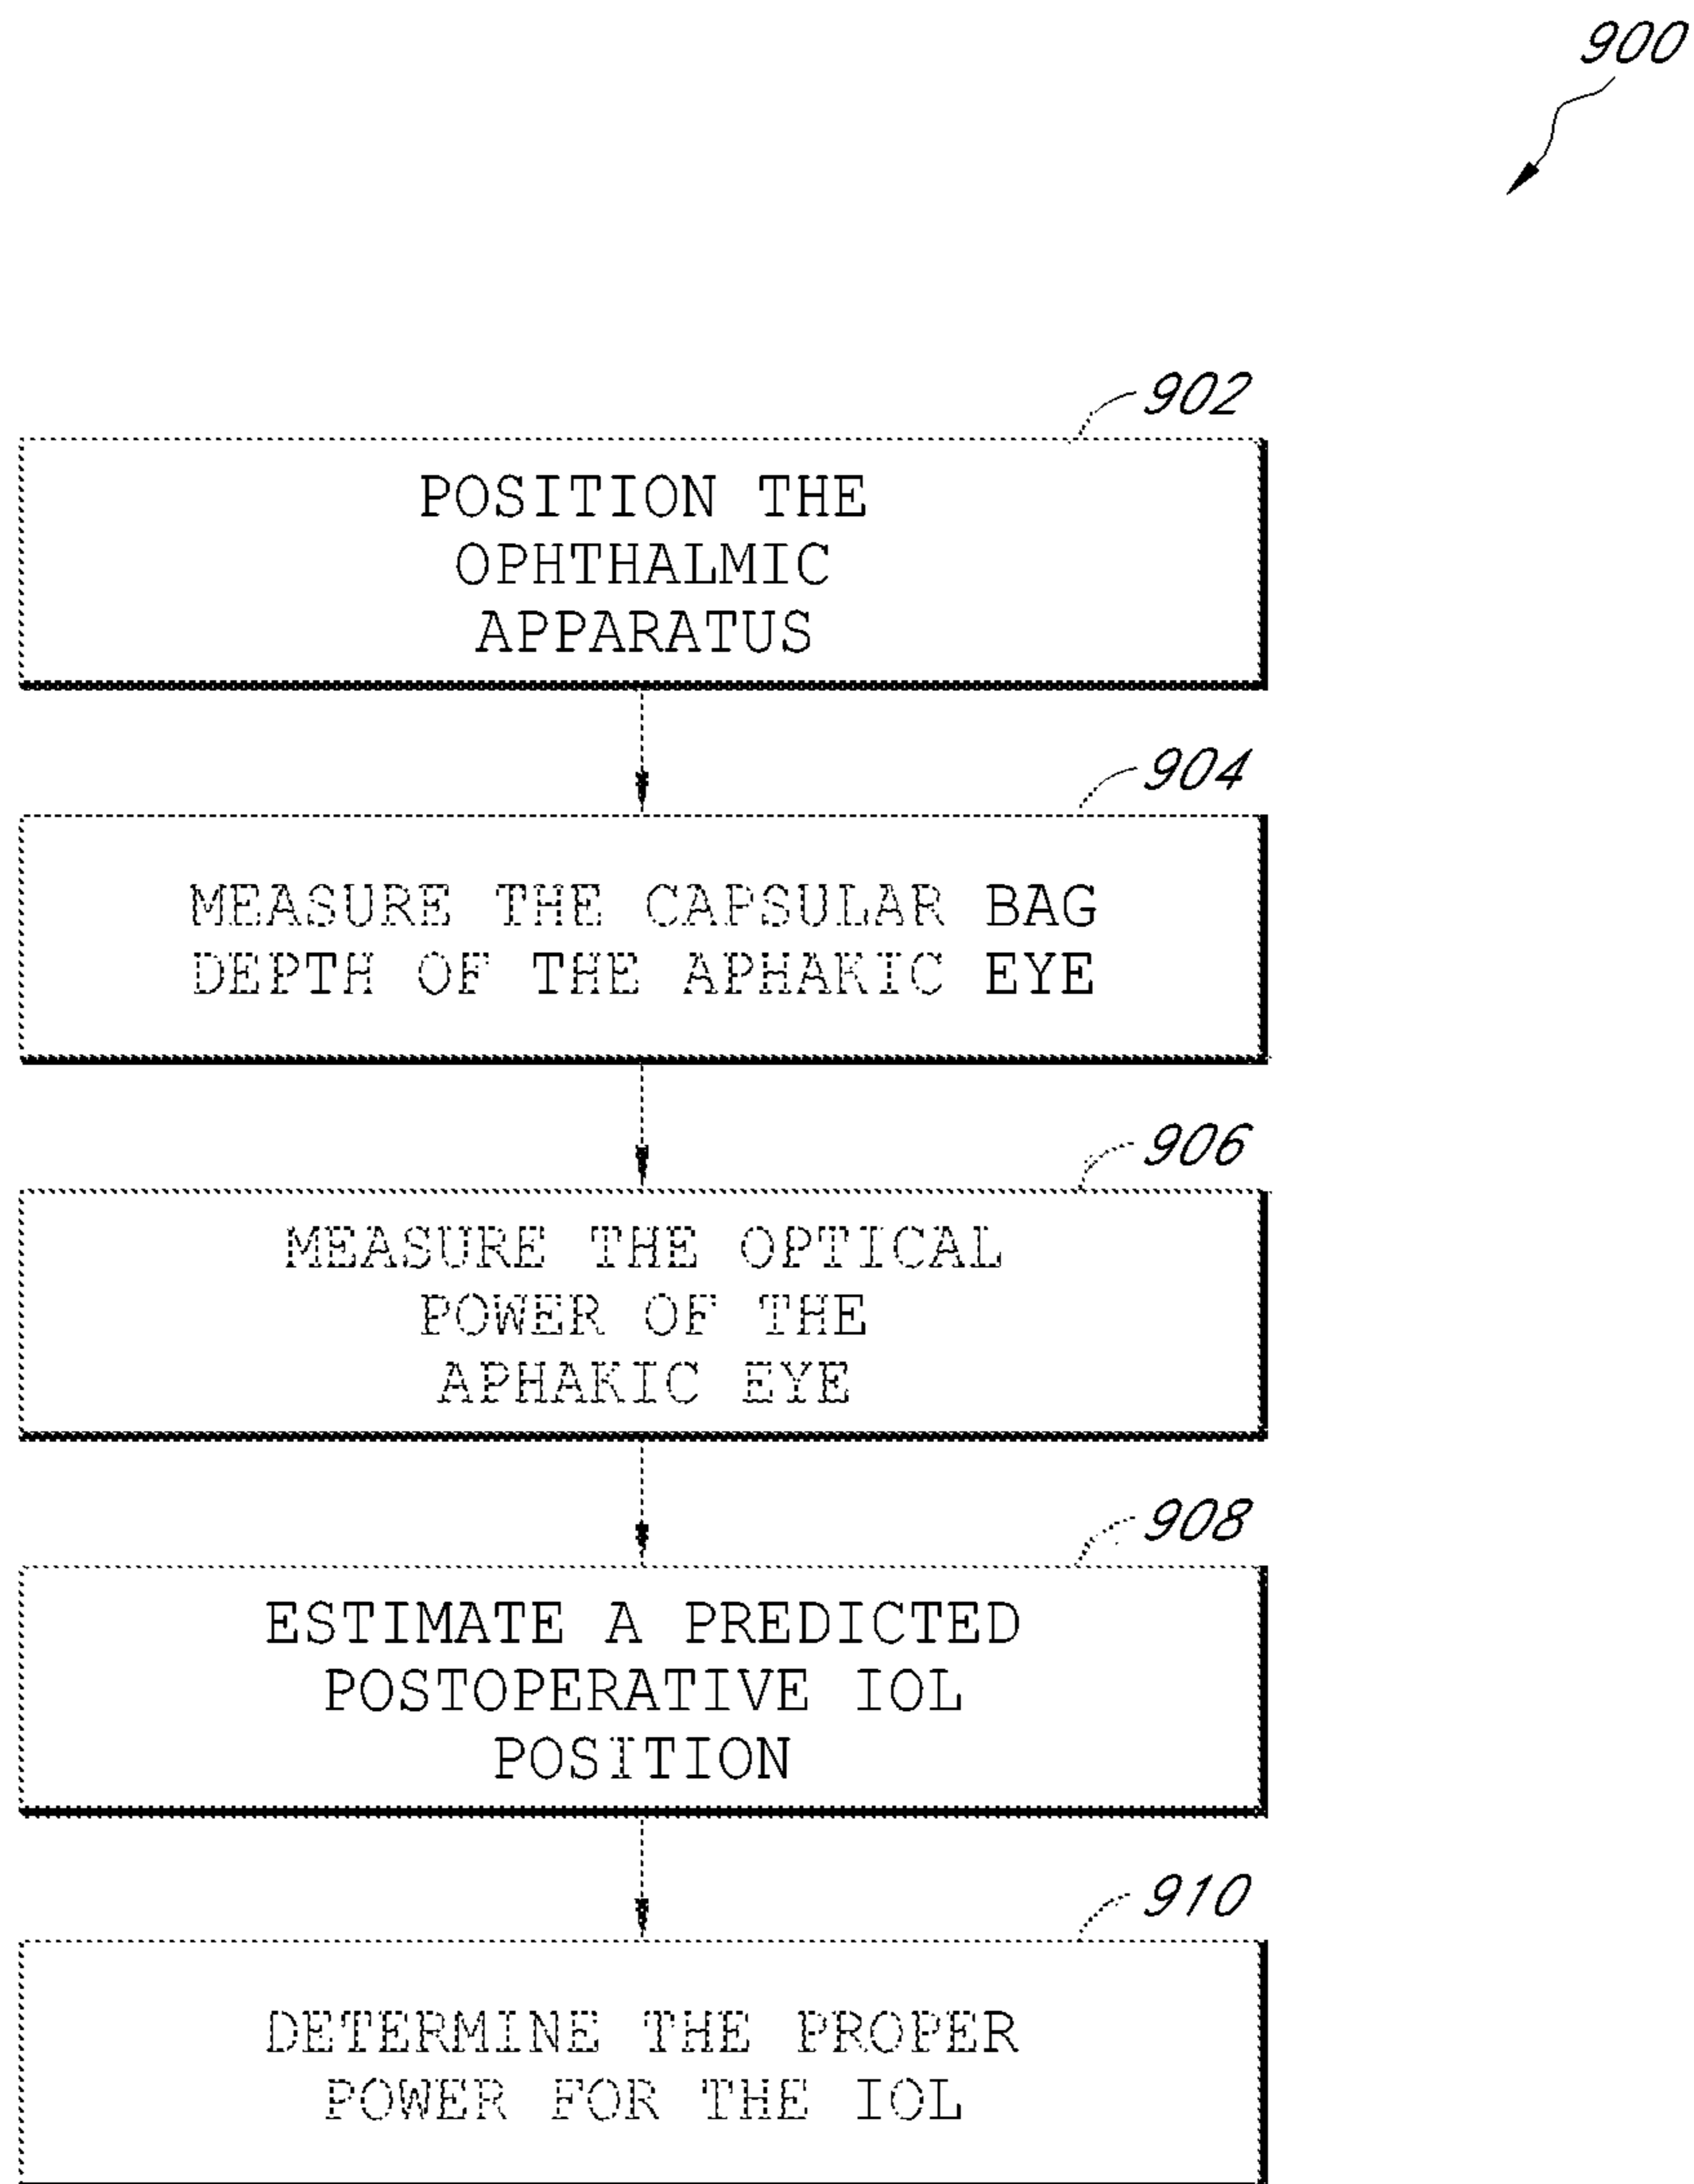 900
902
POSITION THE
OPHTHALMIC
APPARATUS
904
MEASURE THE CAPSULAR BAG
DEPTH OF THE APHAKIC EYE
906
MEASURE THE OPTICAL
POWER OF THE
APHAKIC EYE
908
ESTIMATE A PREDICTED
POSTOPERATIVE IOL
POSITION
910
DETERMINE THE PROPER
POWER FOR THE IOL